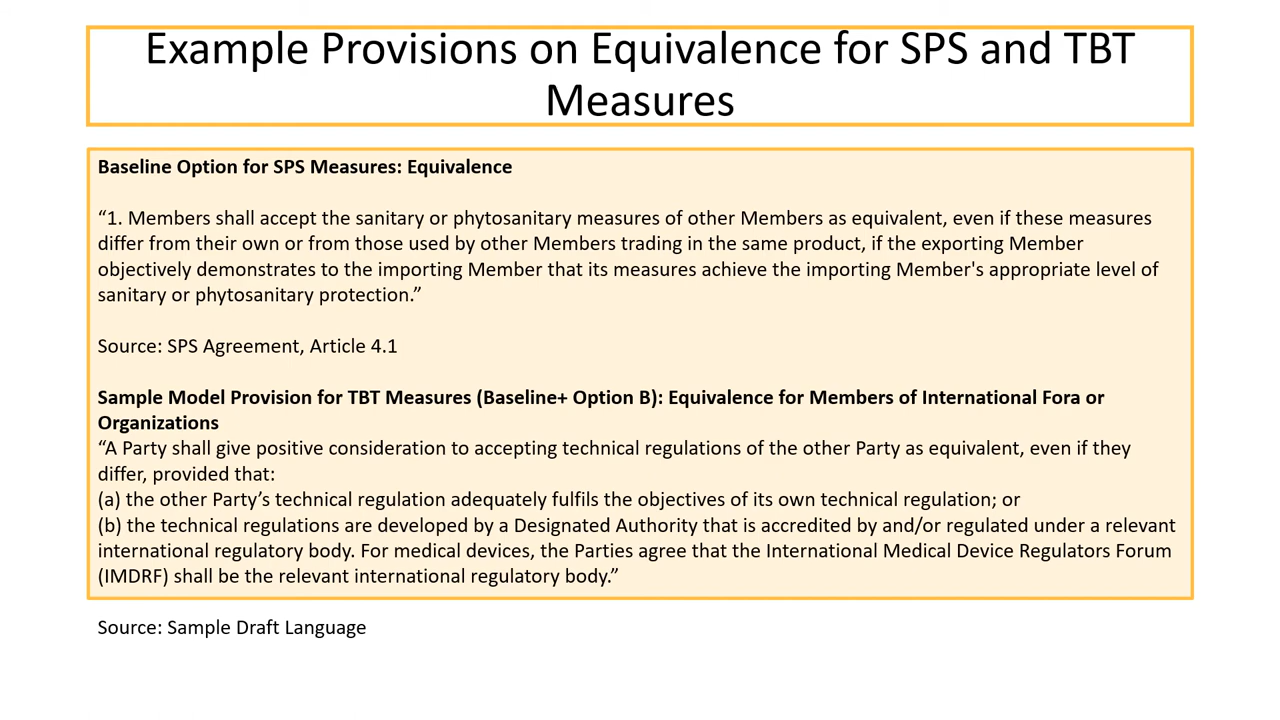 Example Provisions on Equivalence for SPS and TBT
Measures
Baseline Option for SPS Measures: Equivalence
“1. Members shall accept the sanitary or phytosanitary measures of other Members as equivalent, even if these measures
differ from their own or from those used by other Members trading in the same product, if the exporting Member
objectively demonstrates to the importing Member that its measures achieve the importing Member's appropriate level of
sanitary or phytosanitary protection.”
Source: SPS Agreement, Article 4.1
Sample Model Provision for TBT Measures (Baseline+ Option B): Equivalence for Members of International Fora or
Organizations
“A Party shall give positive consideration to accepting technical regulations of the other Party as equivalent, even if they
differ, provided that:
(a) the other Party’s technical regulation adequately fulfils the objectives of its own technical regulation; or
(b) the technical regulations are developed by a Designated Authority that is accredited by and/or regulated under a relevant
international regulatory body. For medical devices, the Parties agree that the International Medical Device Regulators Forum
(IMDRF) shall be the relevant international regulatory body.”
Source: Sample Draft Language